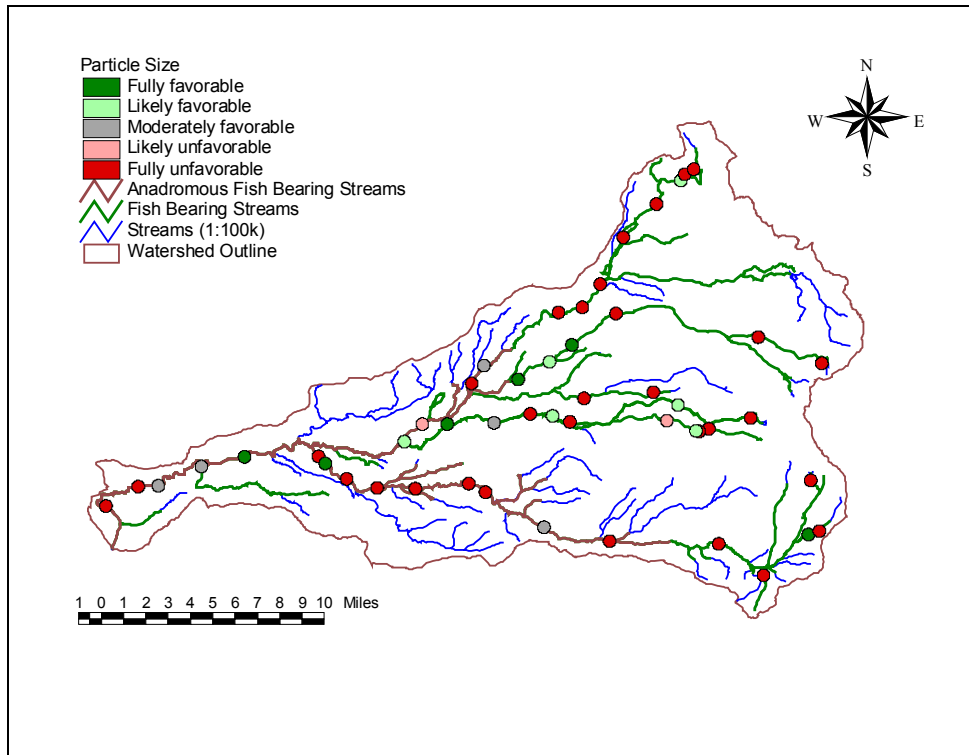 Particle Size
Fully favorable
Likely favorable
Moderately favorable
Likely unfavorable
Fully unfavorable
Anadromous Fish Bearing Streams
Fish Bearing Streams
Streams (1:100k)
Watershed Outline
N
W E
S
1 0 1 2 3 4 5 6 7 8 9 10 Miles